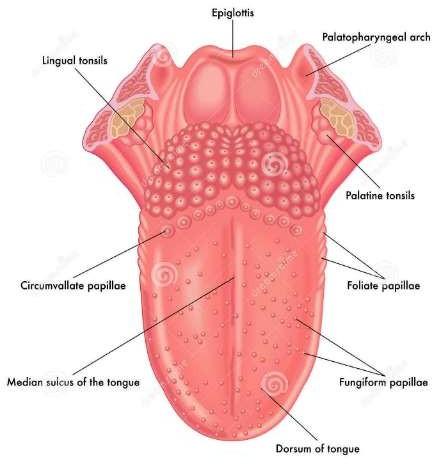 Epiglottis
Palatopharyngeal arch
Lingual tonsils
Palatine tonsils
Circumvallate papillae
Foliate papillae
Median sulcus of the tongue
Fungiform papillae
Dorsum of tongue